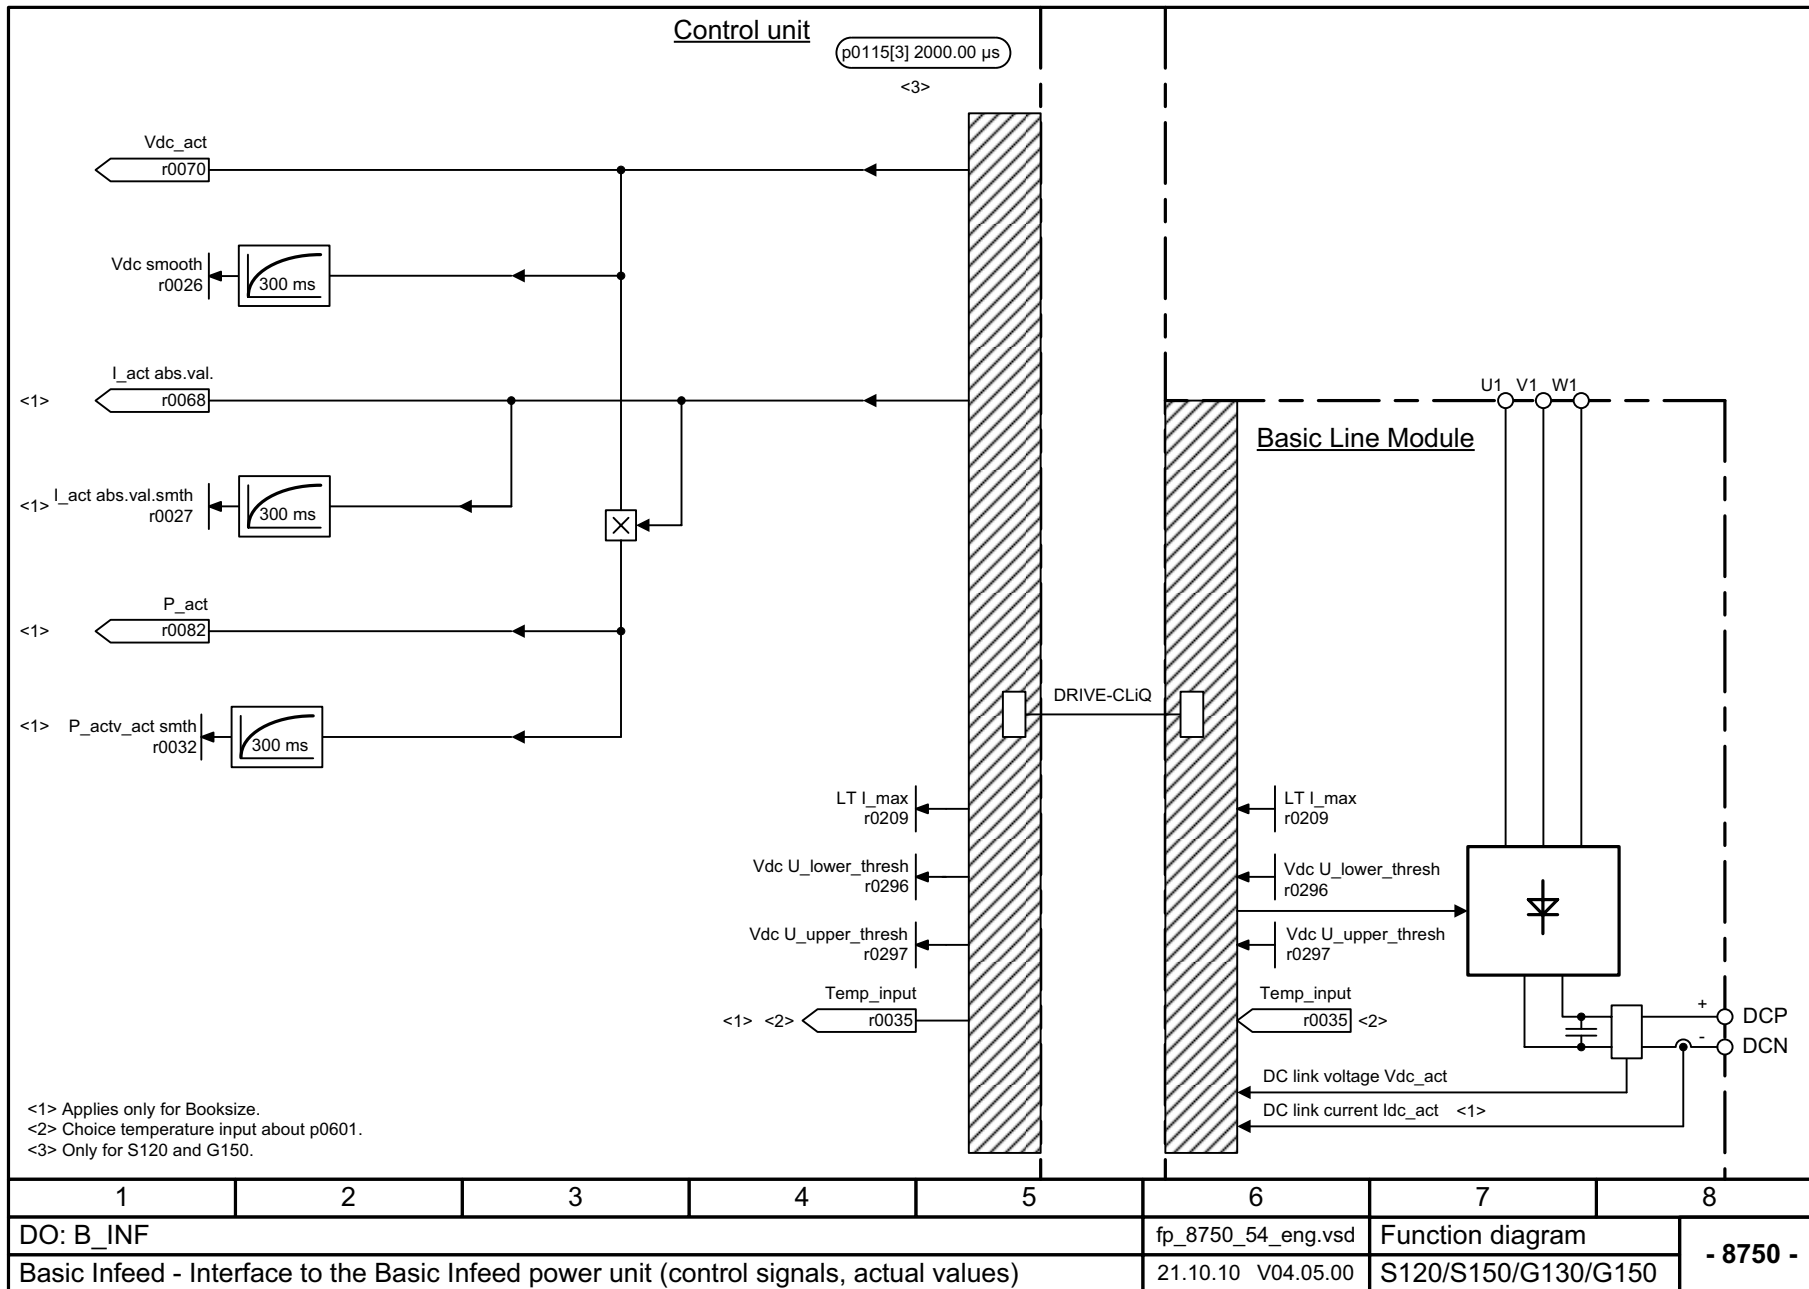 Control unit
p0115[3] 2000.00 µs
<3>
Vdc_act
r0070
Vdc smooth
r0026
300 ms
I_act abs.val.
<1>
r0068
<1> I_act abs.val.smth
r0027
300 ms
P_act
<1>
r0082
<1> P_actv_act smth
r0032
300 ms
DRIVE-CLiQ
U1 V1 W1
Basic Line Module
LT I_max
r0209
Vdc U_lower_thresh
r0296
Vdc U_upper_thresh
r0297
Temp_input
<1> <2> r0035
LT I_max
r0209
Vdc U_lower_thresh
r0296
Vdc U_upper_thresh
r0297
Temp_input
r0035 <2>
+
DCP
-
DCN
DC link voltage Vdc_act
DC link current Idc_act <1>
<1> Applies only for Booksize.
<2> Choice temperature input about p0601.
<3> Only for S120 and G150.
1 2 3 4 5 6 7 8
DO: B_INF
fp_8750_54_eng.vsd
Function diagram
- 8750 -
Basic Infeed - Interface to the Basic Infeed power unit (control signals, actual values)
21.10.10 V04.05.00
S120/S150/G130/G150